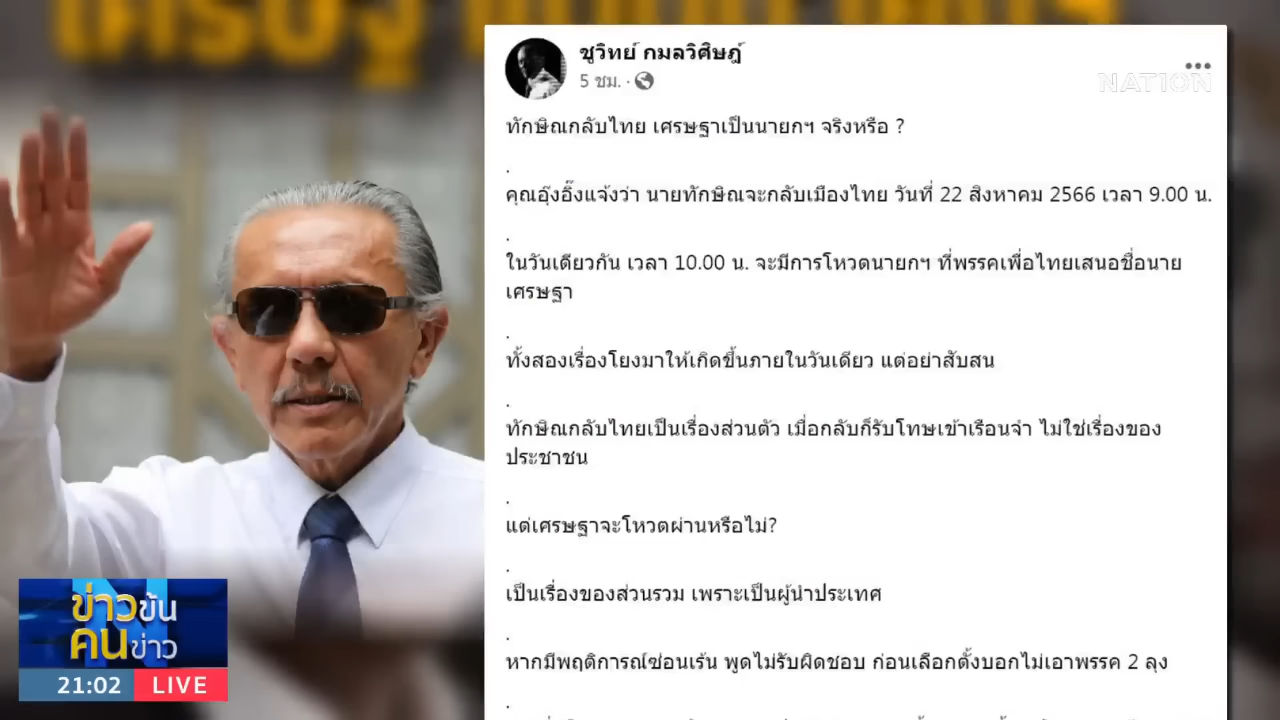 ชูวิทย์ กมลวิศิษฎ์
5 ชม. ·
NATION
ทักษิณกลับไทย เศรษฐาเป็นนายกฯ จริงหรือ ?
.
คุณอุ๊งอิ๊งแจ้งว่า นายทักษิณจะกลับเมืองไทย วันที่ 22 สิงหาคม 2566 เวลา 9.00 น.
.
ในวันเดียวกัน เวลา 10.00 น. จะมีการโหวตนายกฯ ที่พรรคเพื่อไทยเสนอชื่อนาย
เศรษฐา
.
ทั้งสองเรื่องโยงมาให้เกิดขึ้นภายในวันเดียว แต่อย่าสับสน
.
ทักษิณกลับไทยเป็นเรื่องส่วนตัว เมื่อกลับก็รับโทษเข้าเรือนจำ ไม่ใช่เรื่องของ
ประชาชน
.
แต่เศรษฐาจะโหวตผ่านหรือไม่?
.
เป็นเรื่องของส่วนรวม เพราะเป็นผู้นำประเทศ
.
หากมีพฤติการณ์ซ่อนเร้น พูดไม่รับผิดชอบ ก่อนเลือกตั้งบอกไม่เอาพรรค 2 ลุง
.
ข่าวข้น
คนข่าว
21:02 LIVE